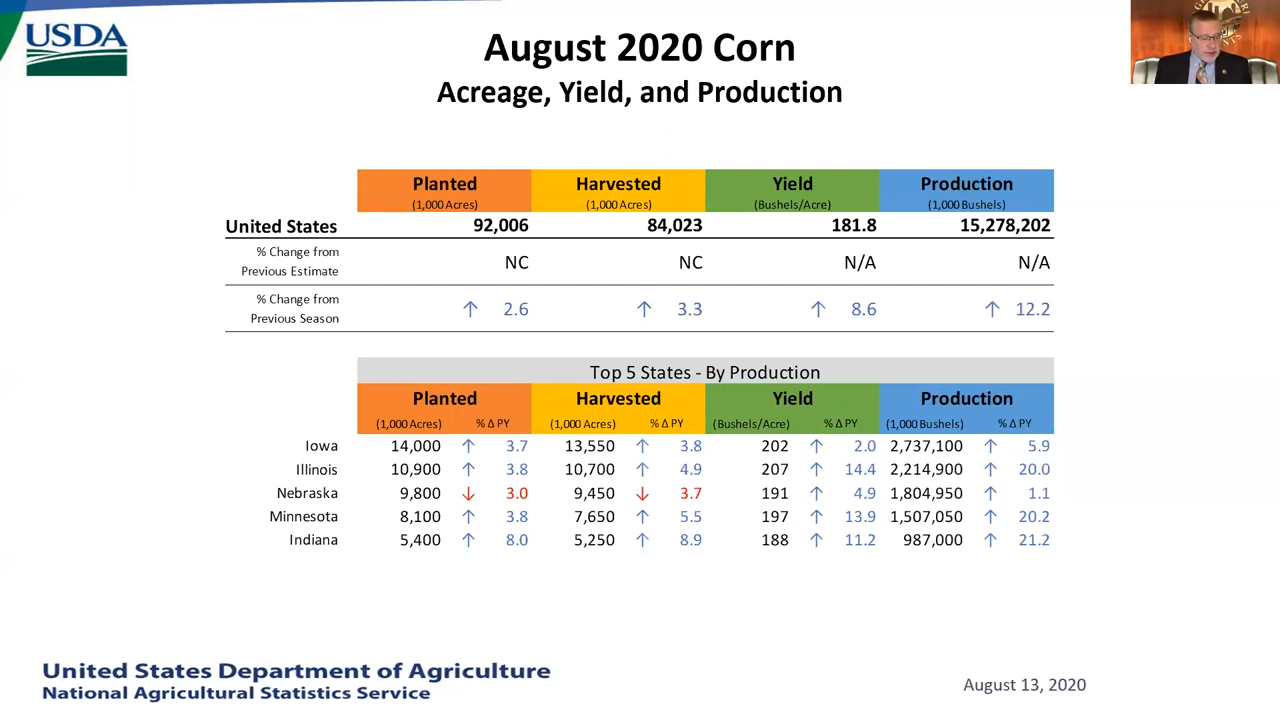 USDA
August 2020 Corn
Acreage, Yield, and Production
Planted Harvested Yield Production
(1,000 Acres) (1,000 Acres) (Bushels/Acre) (1,000 Bushels)
United States 92,006 84,023 181.8 15,278,202
% Change from
Previous Estimate NC NC N/A N/A
% Change from
Previous Season ↑ 2.6 ↑ 3.3 ↑ 8.6 ↑ 12.2
Top 5 States - By Production
Planted Harvested Yield Production
(1,000 Acres) % Δ PY (1,000 Acres) % Δ PY (Bushels/Acre) % Δ PY (1,000 Bushels) % Δ PY
Iowa 14,000 ↑ 3.7 13,550 ↑ 3.8 202 ↑ 2.0 2,737,100 ↑ 5.9
Illinois 10,900 ↑ 3.8 10,700 ↑ 4.9 207 ↑ 14.4 2,214,900 ↑ 20.0
Nebraska 9,800 ↓ 3.0 9,450 ↓ 3.7 191 ↑ 4.9 1,804,950 ↑ 1.1
Minnesota 8,100 ↑ 3.8 7,650 ↑ 5.5 197 ↑ 13.9 1,507,050 ↑ 20.2
Indiana 5,400 ↑ 8.0 5,250 ↑ 8.9 188 ↑ 11.2 987,000 ↑ 21.2
United States Department of Agriculture
National Agricultural Statistics Service
August 13, 2020